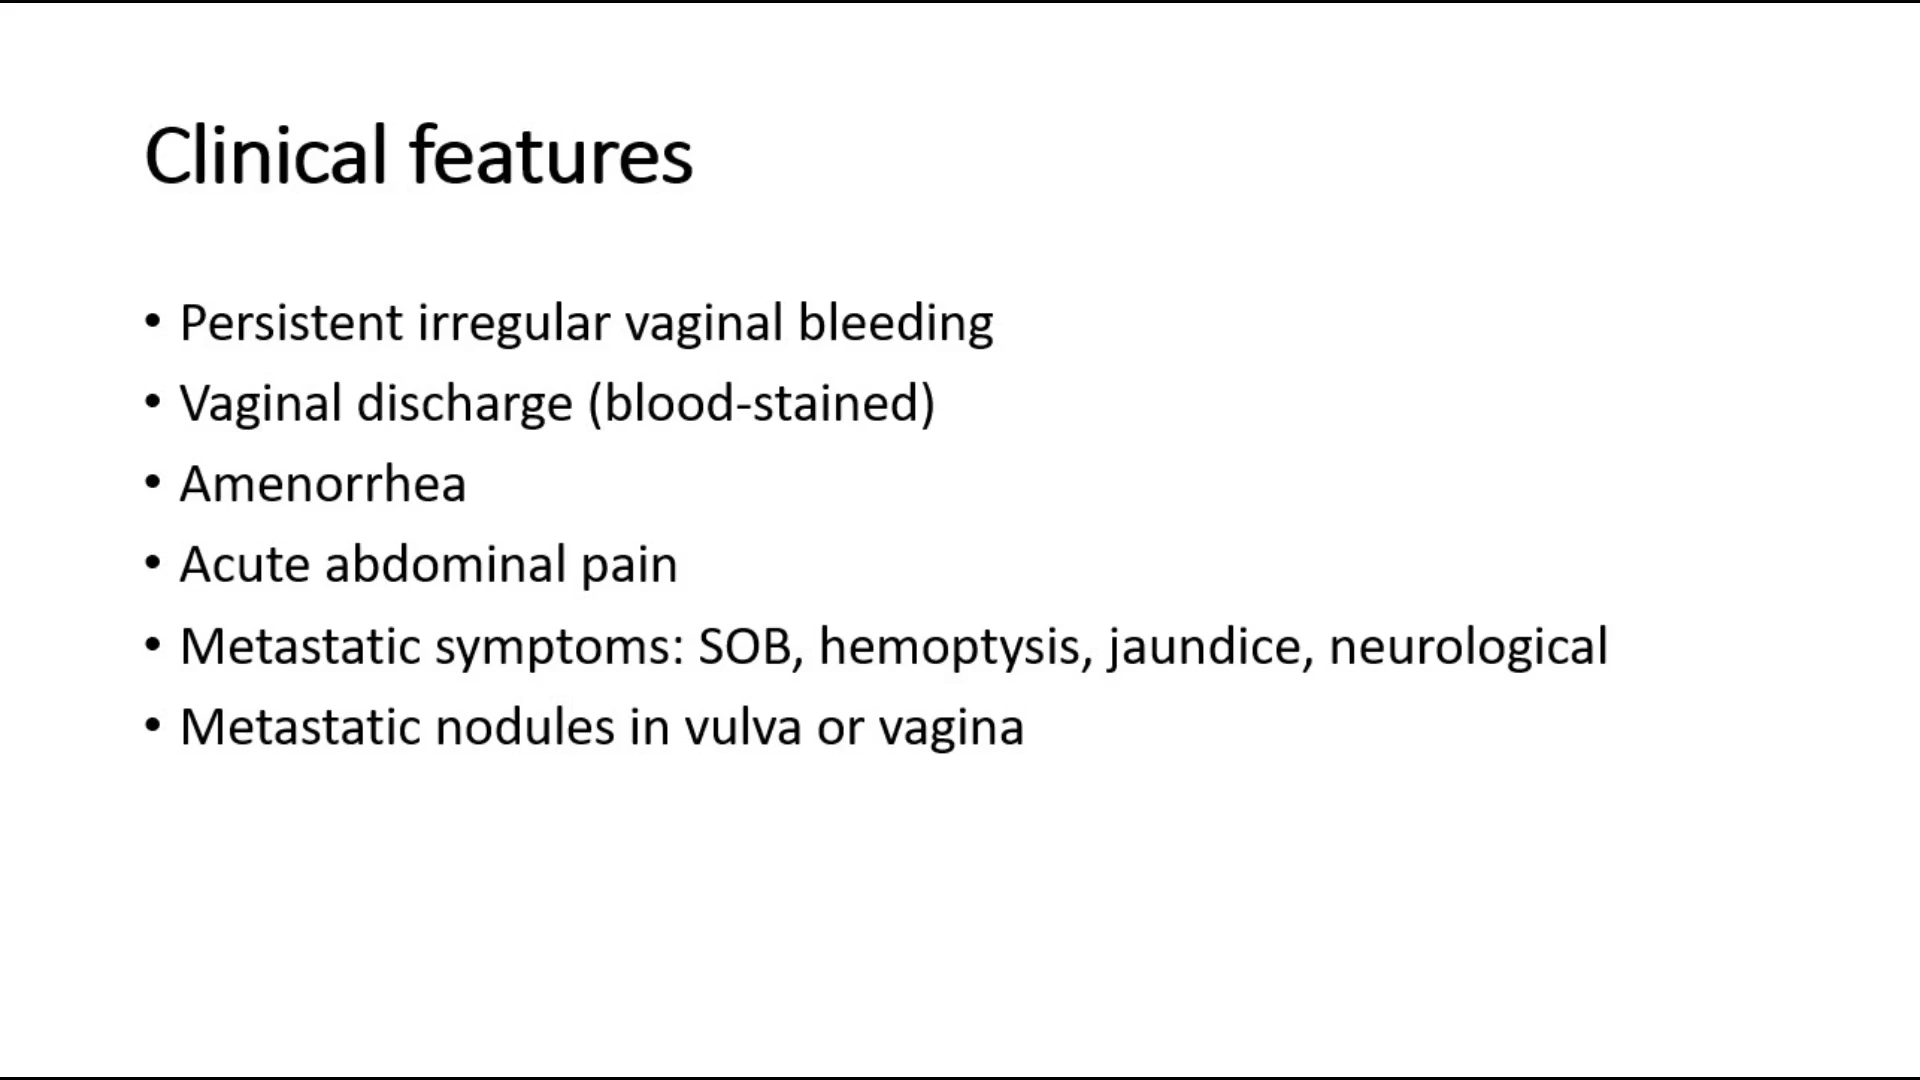 Clinical features
• Persistent irregular vaginal bleeding
• Vaginal discharge (blood-stained)
• Amenorrhea
• Acute abdominal pain
• Metastatic symptoms: SOB, hemoptysis, jaundice, neurological
• Metastatic nodules in vulva or vagina